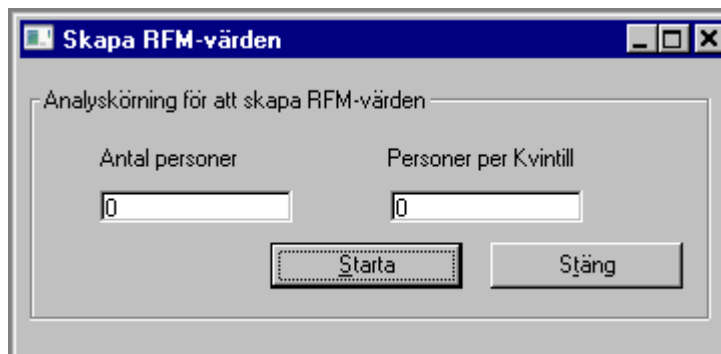 Skapa RFM-värden
Analyskörning för att skapa RFM-värden
Antal personer Personer per Kvintill
0 0
Starta Stäng